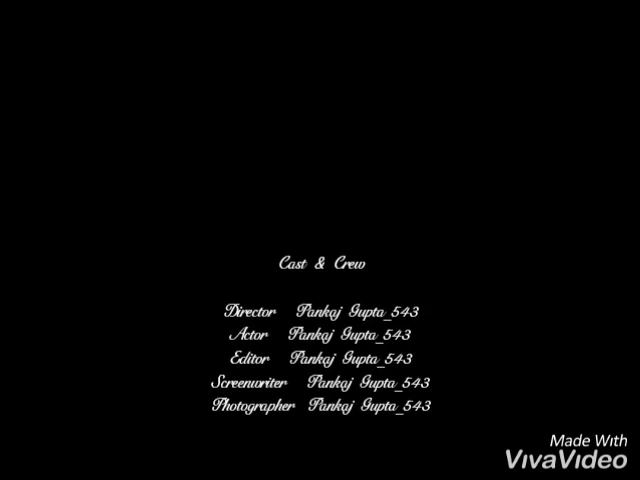 Cast & Crew
Director Pankaj Gupta_543
Actor Pankaj Gupta_543
Editor Pankaj Gupta_543
Screenwriter Pankaj Gupta_543
Photographer Pankaj Gupta_543
Made With
VivaVideo